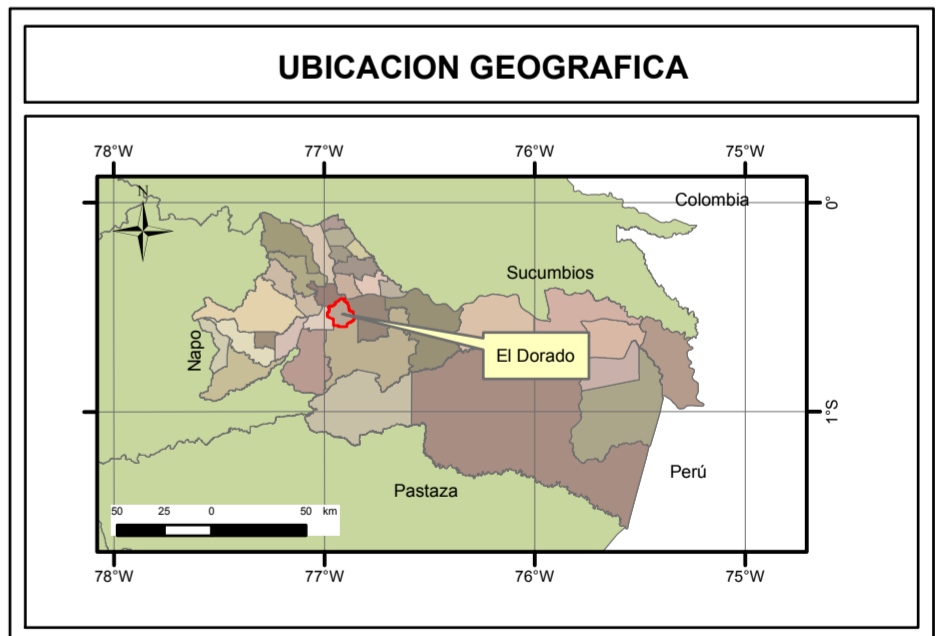 UBICACION GEOGRAFICA
78°W 77°W 76°W 75°W
N
Colombia
0°
Sucumbios
Napo
El Dorado
1°S
Perú
Pastaza
50 25 0 50 km
78°W 77°W 76°W 75°W